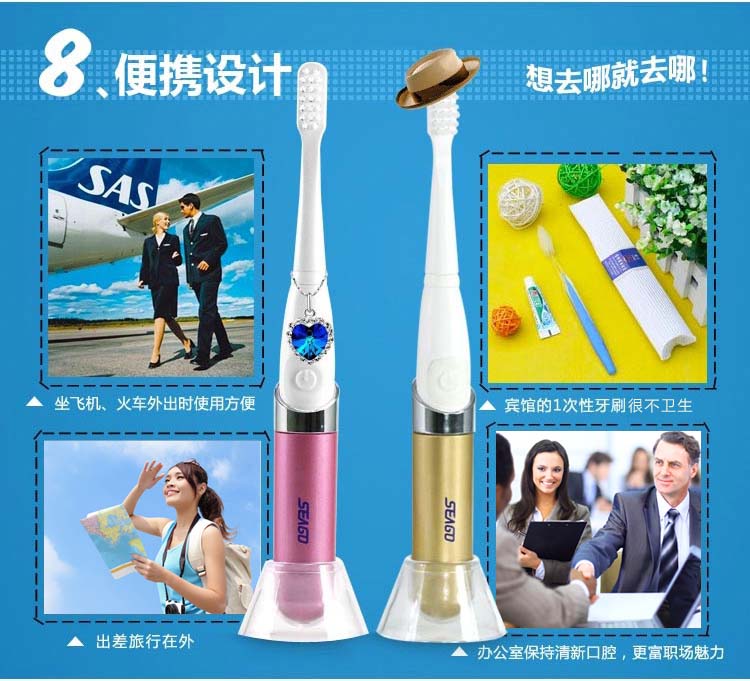 8、便携设计
想去哪就去哪！
SAS
坐飞机、火车外出时使用方便
宾馆的1次性牙刷很不卫生
SEAGO
SEAGO
出差旅行在外
办公室保持清新口腔，更富职场魅力